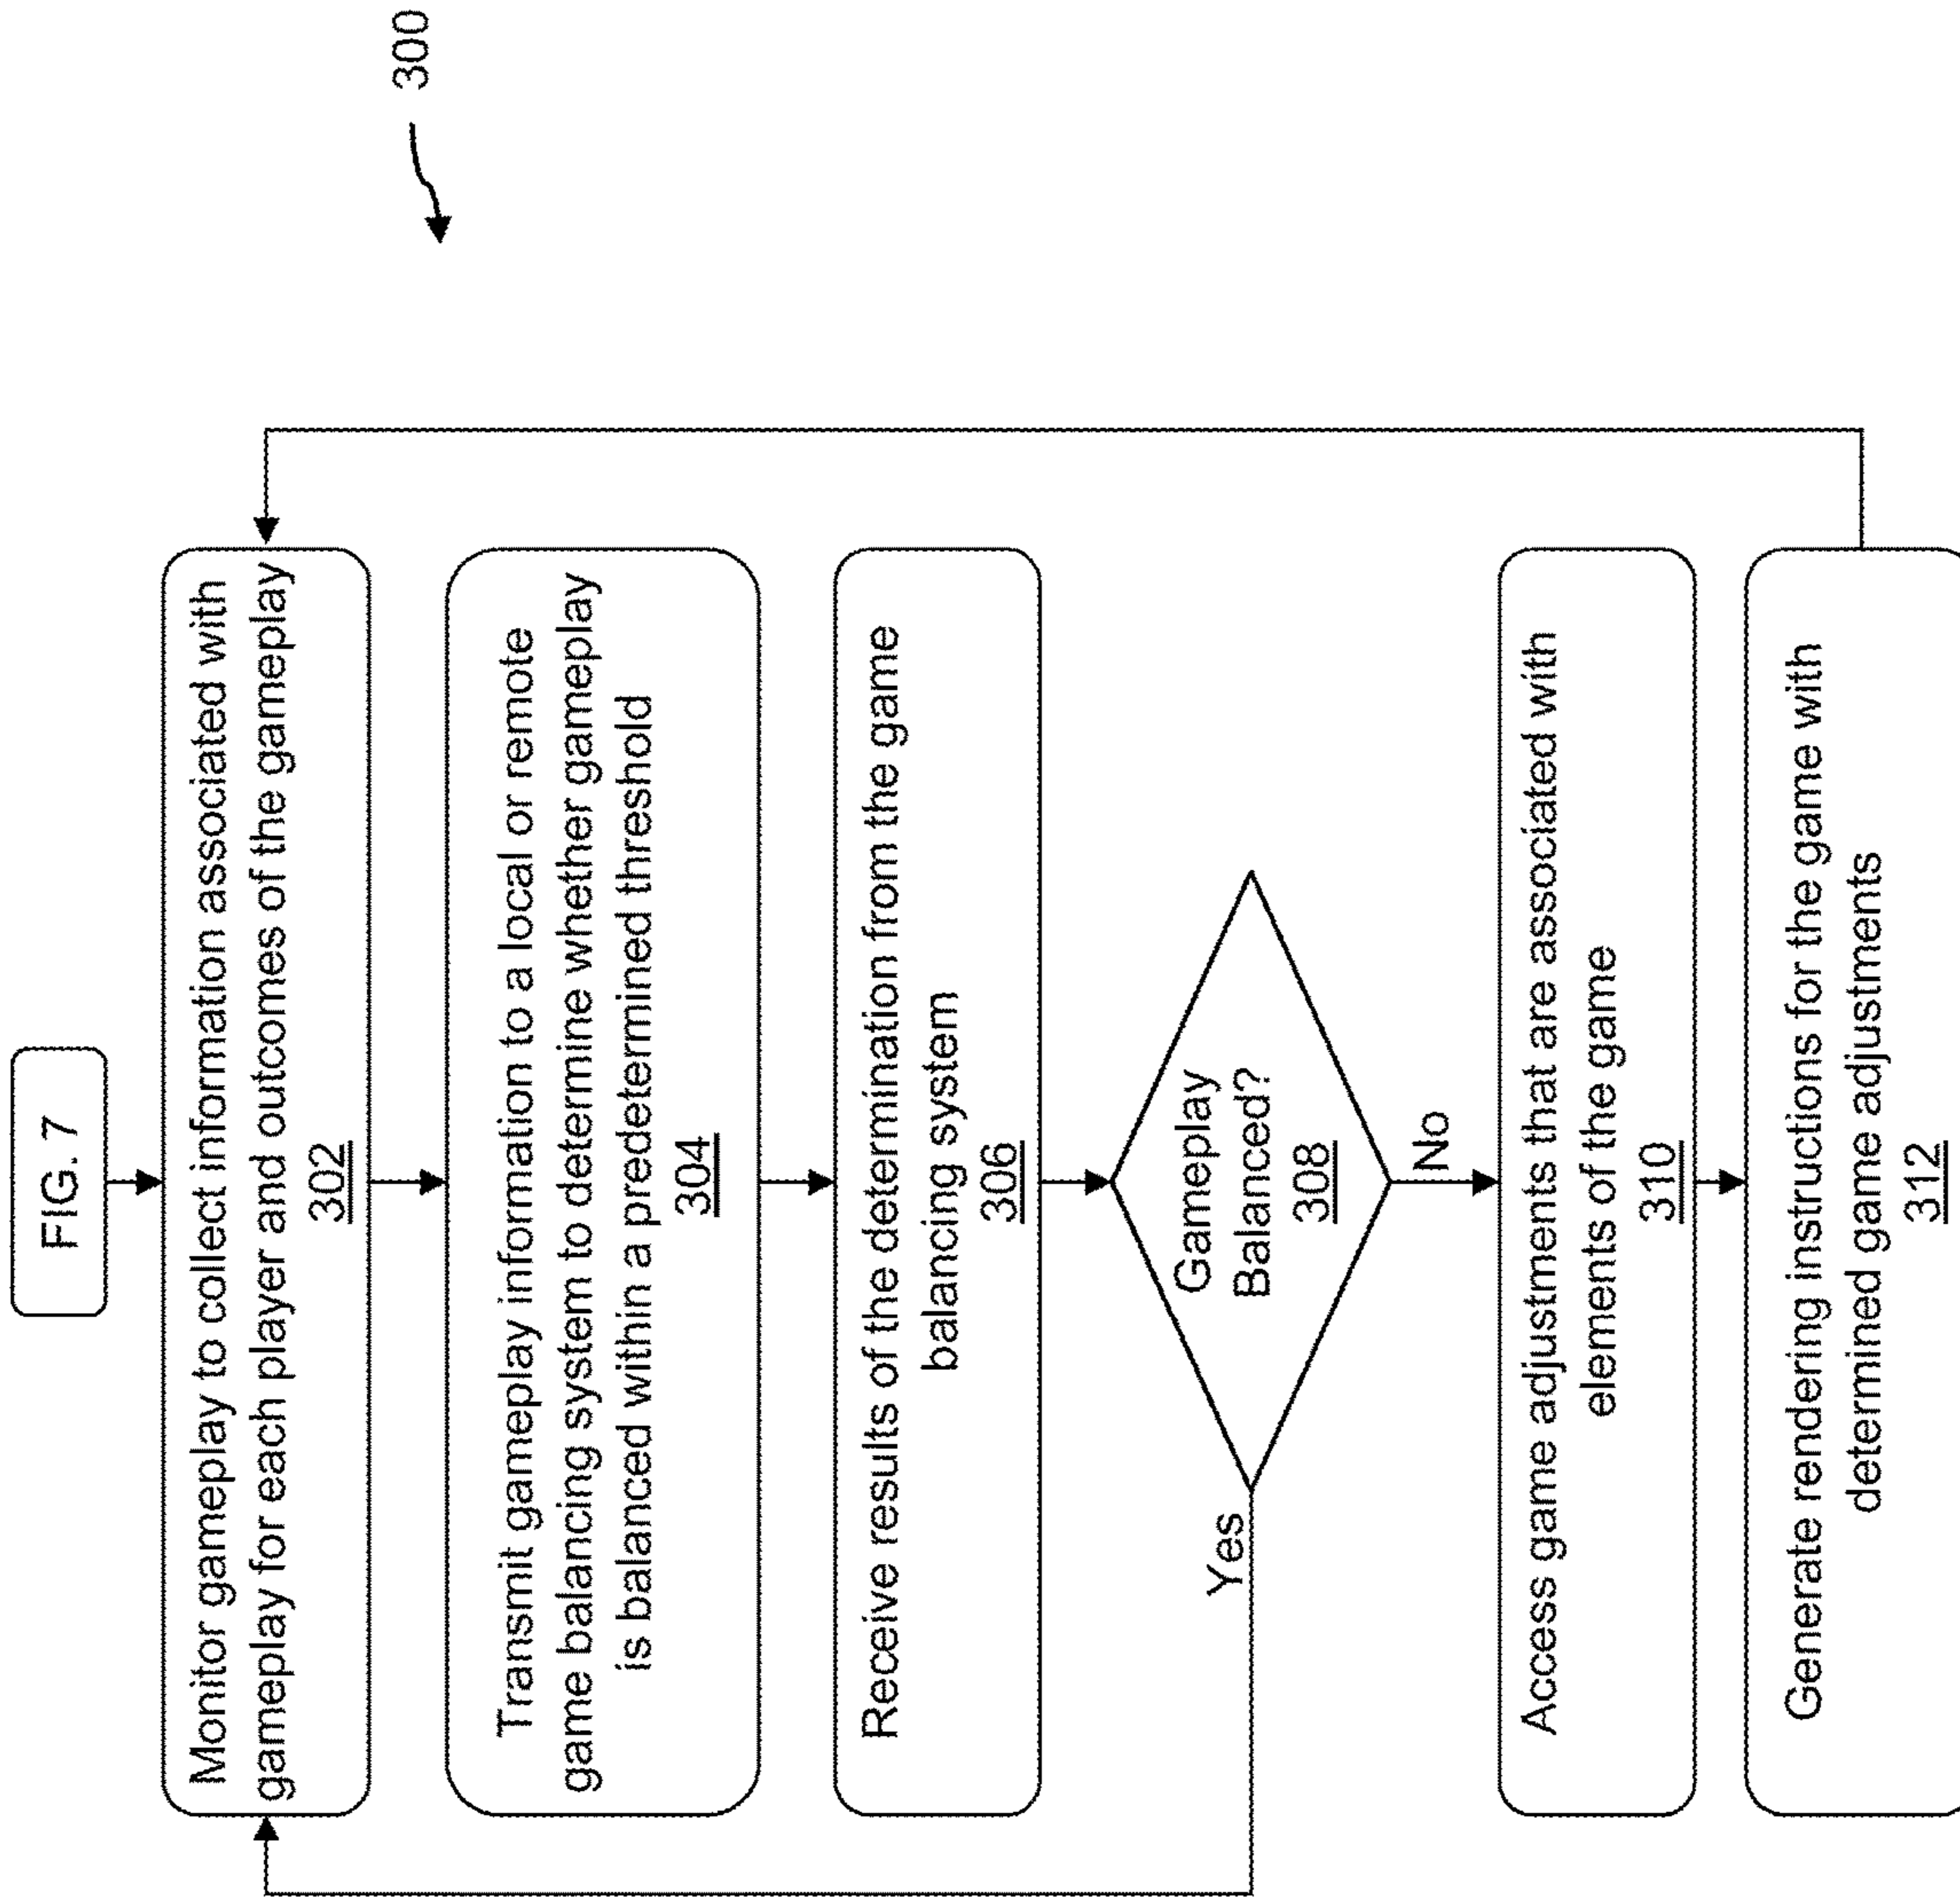 FIG. 7
300
Monitor gameplay to collect information associated with
gameplay for each player and outcomes of the gameplay
302
Transmit gameplay information to a local or remote
game balancing system to determine whether gameplay
is balanced within a predetermined threshold
304
Receive results of the determination from the game
balancing system
306
Gameplay
Balanced?
308
Yes
No
Access game adjustments that are associated with
elements of the game
310
Generate rendering instructions for the game with
determined game adjustments
312